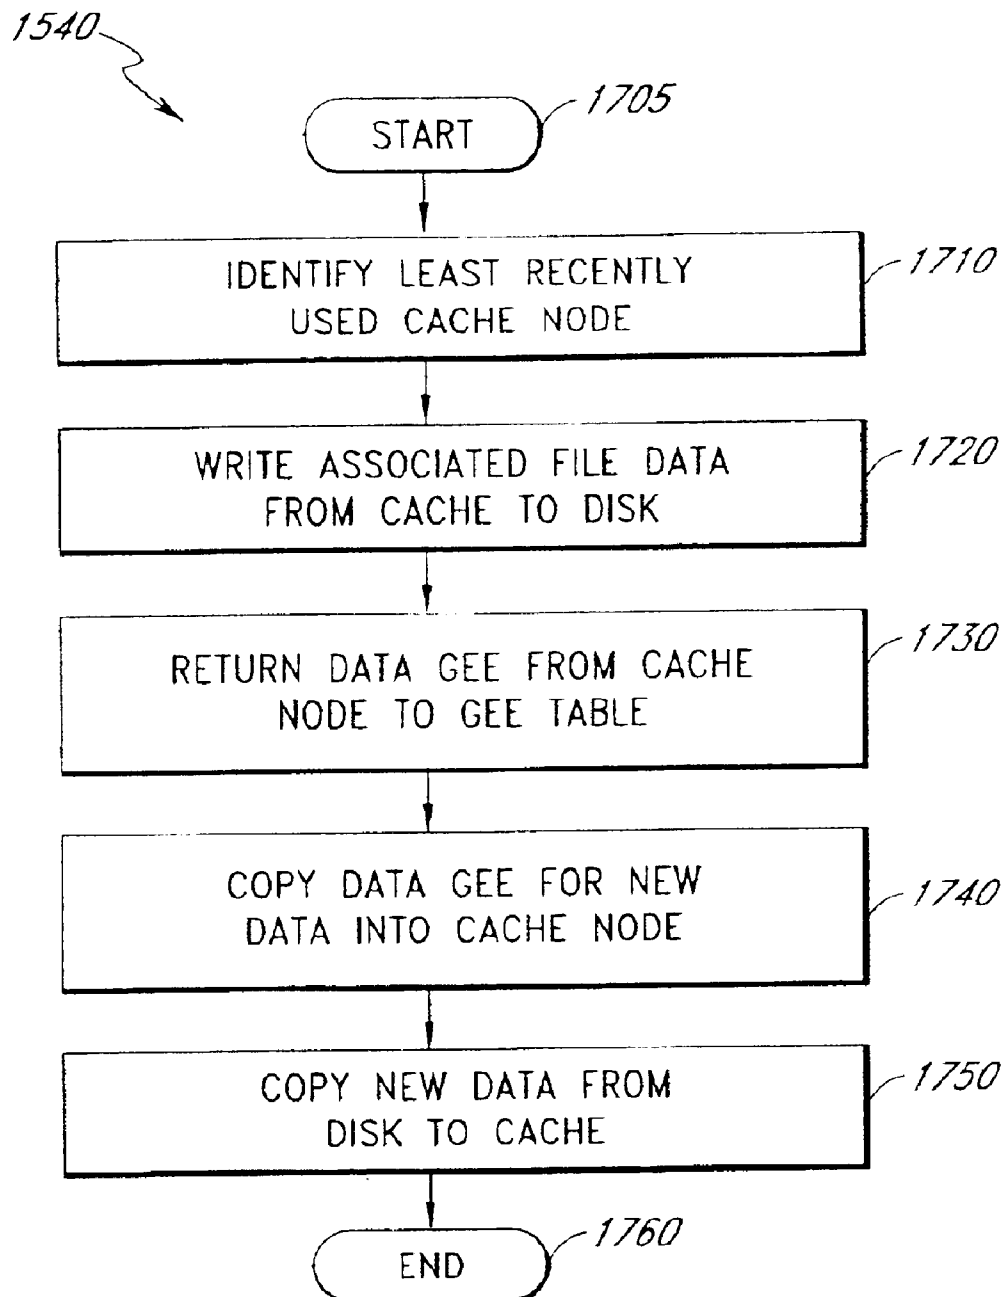 1540
START
1705
IDENTIFY LEAST RECENTLY
USED CACHE NODE
1710
WRITE ASSOCIATED FILE DATA
FROM CACHE TO DISK
1720
RETURN DATA GEE FROM CACHE
NODE TO GEE TABLE
1730
COPY DATA GEE FOR NEW
DATA INTO CACHE NODE
1740
COPY NEW DATA FROM
DISK TO CACHE
1750
END
1760